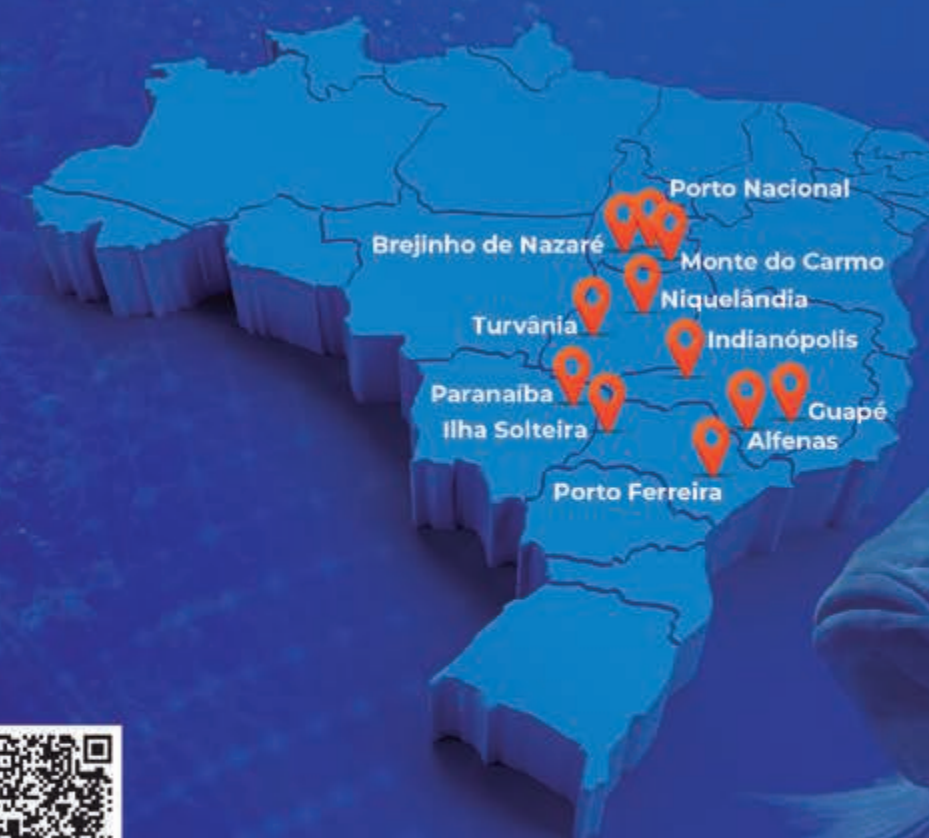 Porto Nacional
Brejinho de Nazaré
Monte do Carmo
Niquelândia
Turvânia
Indianópolis
Paranaíba
Guapé
Ilha Solteira
Alfenas
Porto Ferreira